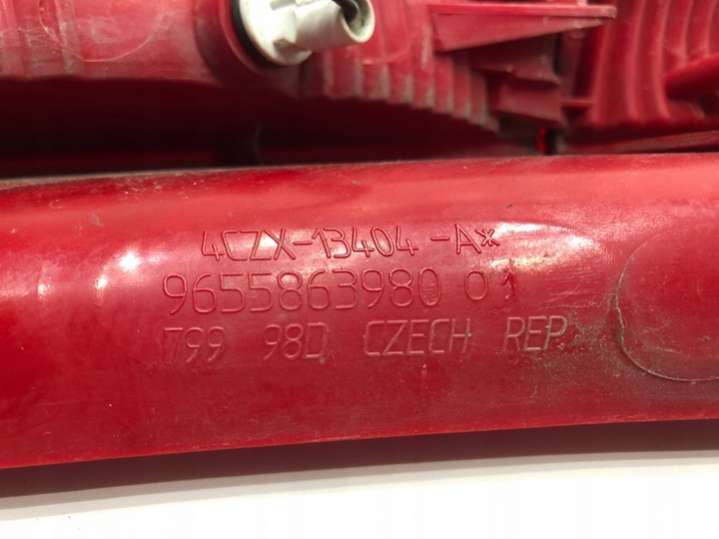 4CZX-13404-A*
9655863980 01
T99 98D CZECH REP